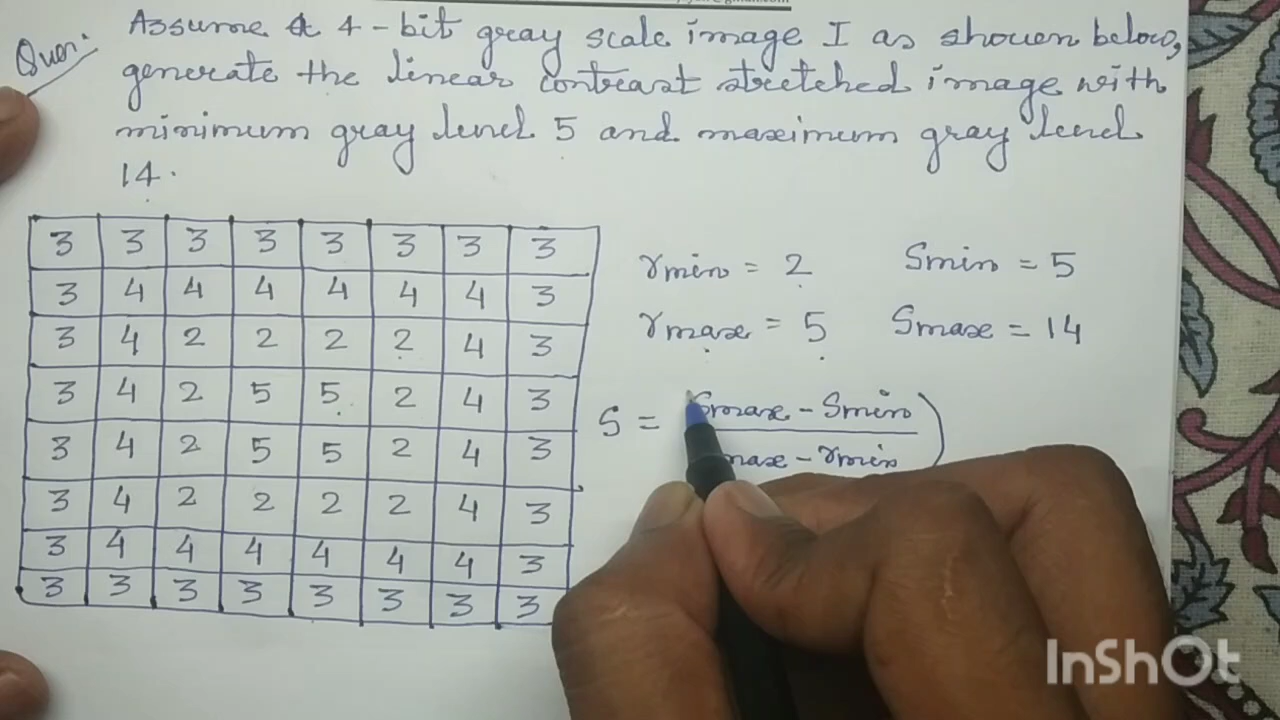 Ques:
Assume 4-bit gray scale image I as shown below,
generate the linear contrast stretched image with
minimum gray level 5 and maximum gray level
14.
3 3 3 3 3 3 3 3
3 4 4 4 4 4 4 3
3 4 2 2 2 2 4 3
3 4 2 5 5 2 4 3
3 4 2 5 5 2 4 3
3 4 2 2 2 2 4 3
3 4 4 4 4 4 4 3
3 3 3 3 3 3 3 3
rmin = 2 Smin = 5
rmax = 5 Smax = 14
S = Smax - Smin )
max - rmin
InShOt